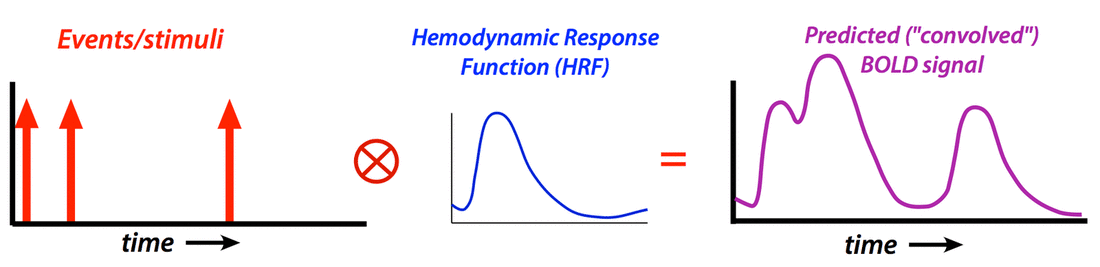 Events/stimuli
time
Hemodynamic Response
Function (HRF)
=
Predicted ("convolved")
BOLD signal
time